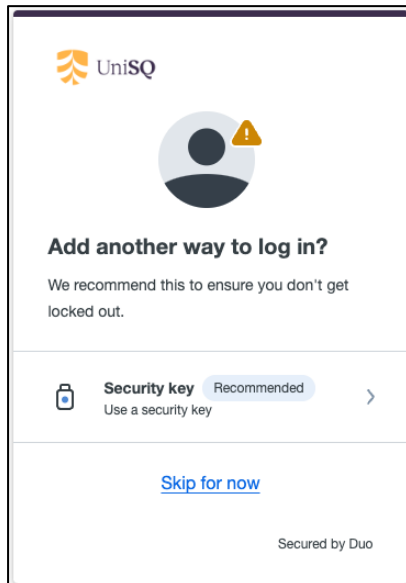 UniSQ
Add another way to log in?
We recommend this to ensure you don't get
locked out.
Security key Recommended
Use a security key
Skip for now
Secured by Duo